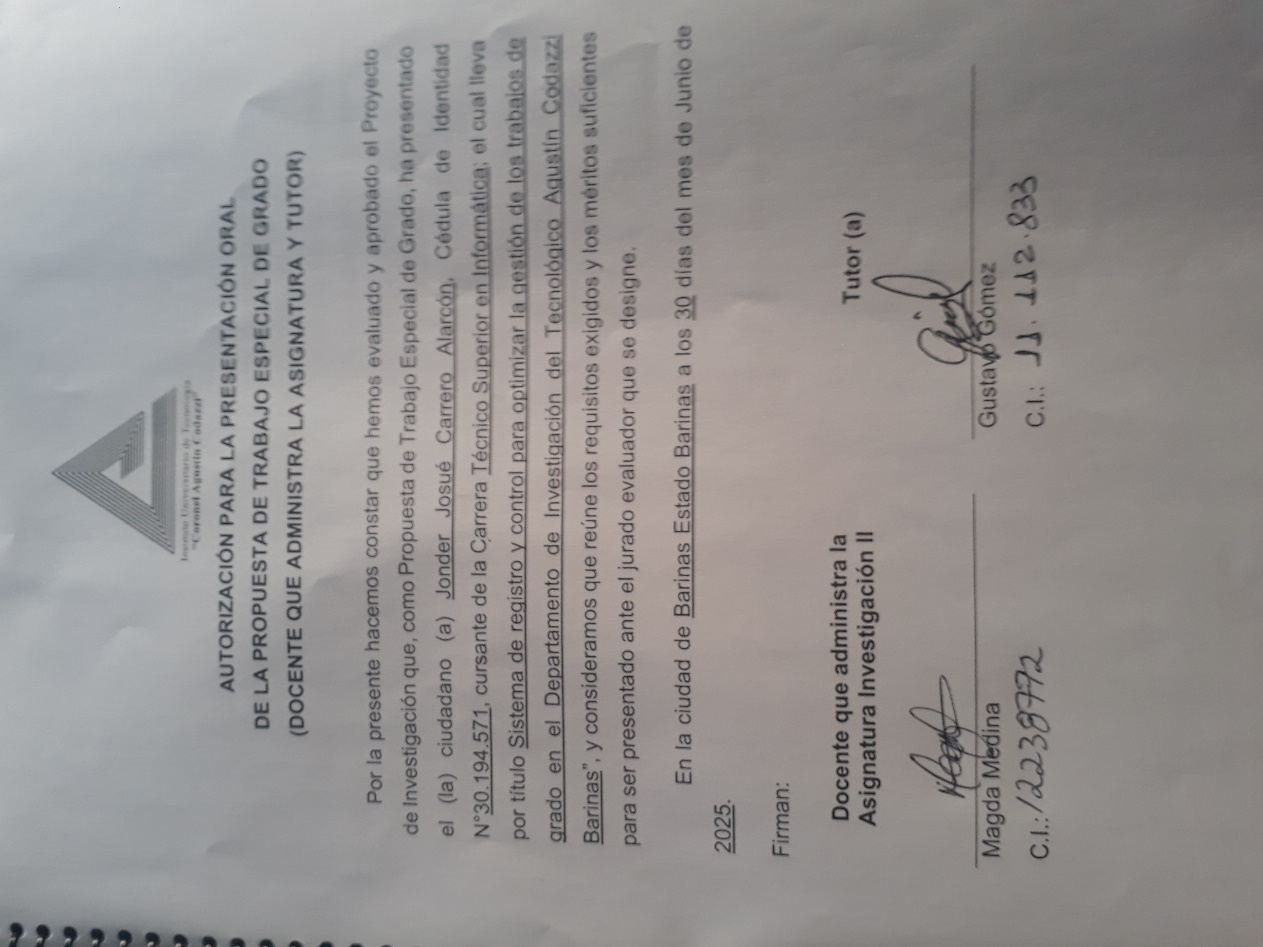 Instituto Universitario de Tecnología
"Coronel Agustín Codazzi"
AUTORIZACIÓN PARA LA PRESENTACIÓN ORAL
DE LA PROPUESTA DE TRABAJO ESPECIAL DE GRADO
(DOCENTE QUE ADMINISTRA LA ASIGNATURA Y TUTOR)
Por la presente hacemos constar que hemos evaluado y aprobado el Proyecto
de Investigación que, como Propuesta de Trabajo Especial de Grado, ha presentado
el (la) ciudadano (a) Jonder Josué Carrero Alarcón, Cédula de Identidad
N°30.194.571, cursante de la Carrera Técnico Superior en Informática; el cual lleva
por título Sistema de registro y control para optimizar la gestión de los trabajos de
grado en el Departamento de Investigación del Tecnológico Agustín Codazzi
Barinas", y consideramos que reúne los requisitos exigidos y los méritos suficientes
para ser presentado ante el jurado evaluador que se designe.
En la ciudad de Barinas Estado Barinas a los 30 días del mes de Junio de
2025.
Firman:
Docente que administra la
Asignatura Investigación II
Magda Medina
C.I.: 12238772
Tutor (a)
Gustavo Gómez
C.I.: 11.112.833